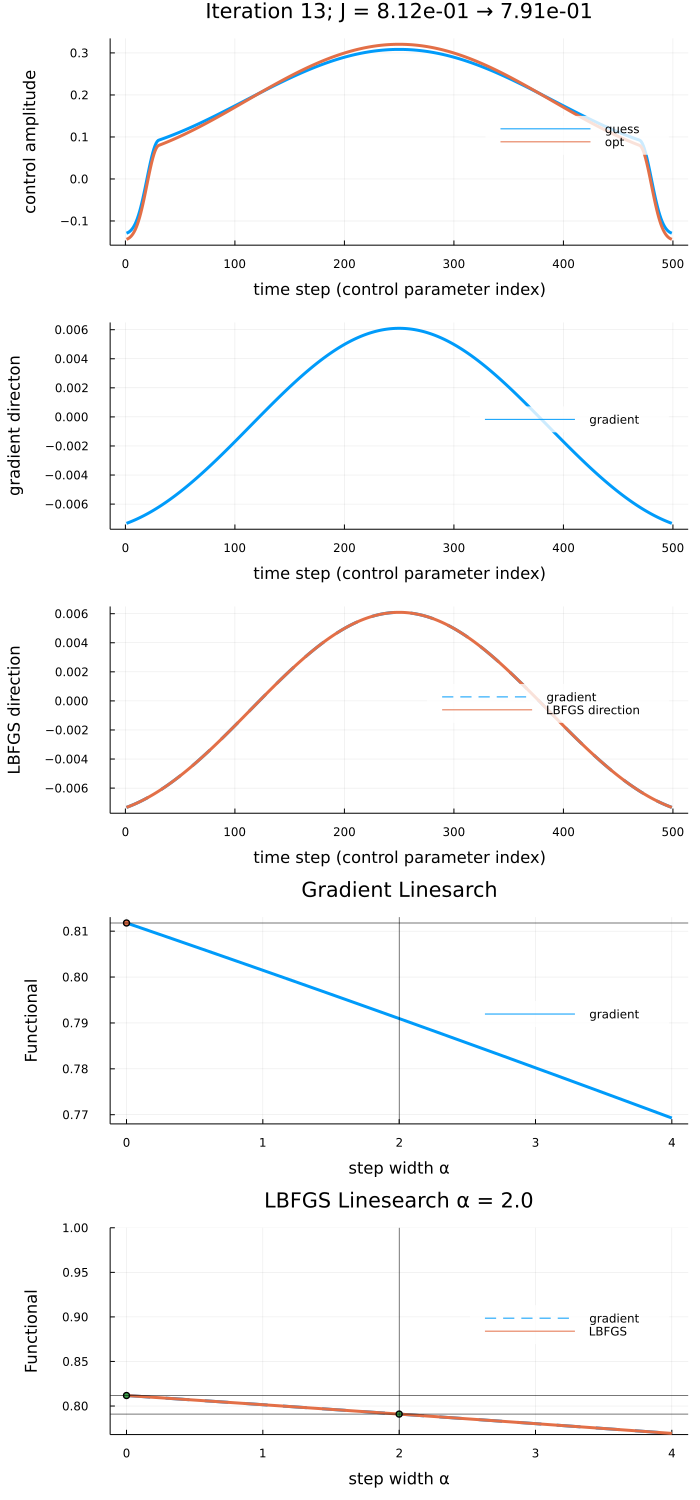 Iteration 13; J = 8.12e-01 → 7.91e-01
control amplitude
0.3
0.2
0.1
0.0
−0.1
guess
opt
0 100 200 300 400 500
time step (control parameter index)
gradient directon
0.006
0.004
0.002
0.000
−0.002
−0.004
−0.006
gradient
0 100 200 300 400 500
time step (control parameter index)
LBFGS direction
0.006
0.004
0.002
0.000
−0.002
−0.004
−0.006
gradient
LBFGS direction
0 100 200 300 400 500
time step (control parameter index)
Gradient Linesarch
Functional
0.81
0.80
0.79
0.78
0.77
gradient
0 1 2 3 4
step width α
LBFGS Linesearch α = 2.0
Functional
1.00
0.95
0.90
0.85
0.80
gradient
LBFGS
0 1 2 3 4
step width α